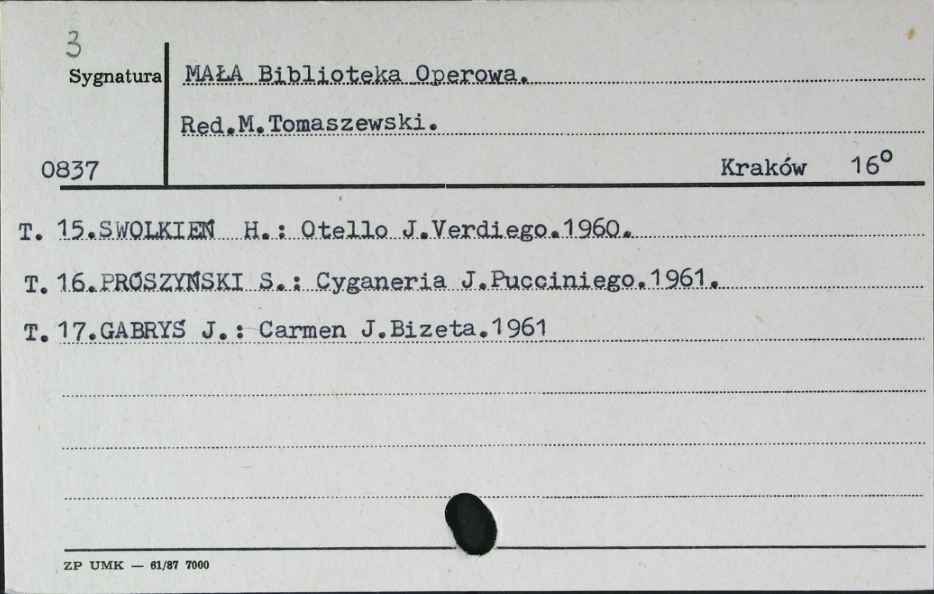 3
Sygnatura MAŁA Biblioteka Operowa.
Red.M.Tomaszewski.
0837 Kraków 16°
T. 15.SWOLKIEŃ H.: Otello J.Verdiego.1960.
T. 16.PRÓSZYŃSKI S.: Cyganeria J.Pucciniego.1961.
T. 17.GABRYŚ J.: Carmen J.Bizeta.1961
ZP UMK — 61/87 7000